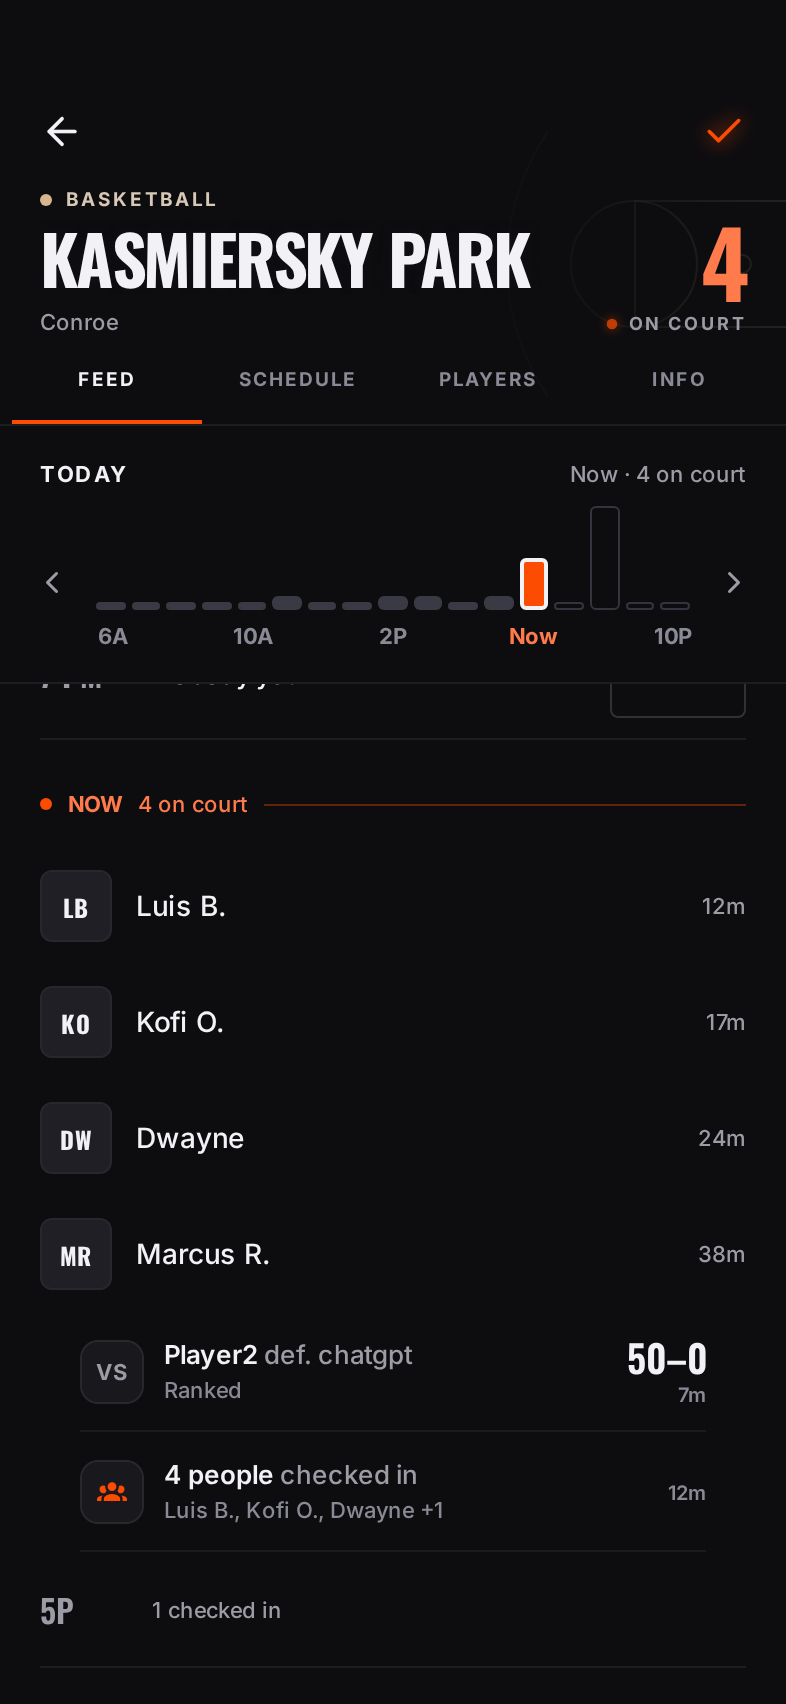 BASKETBALL
KASMIERSKY PARK
4
Conroe
ON COURT
FEED SCHEDULE PLAYERS INFO
TODAY
Now · 4 on court
6A 10A 2P Now 10P
NOW 4 on court
LB Luis B. 12m
KO Kofi O. 17m
DW Dwayne 24m
MR Marcus R. 38m
VS Player2 def. chatgpt 50–0
Ranked 7m
4 people checked in
Luis B., Kofi O., Dwayne +1
12m
5P 1 checked in